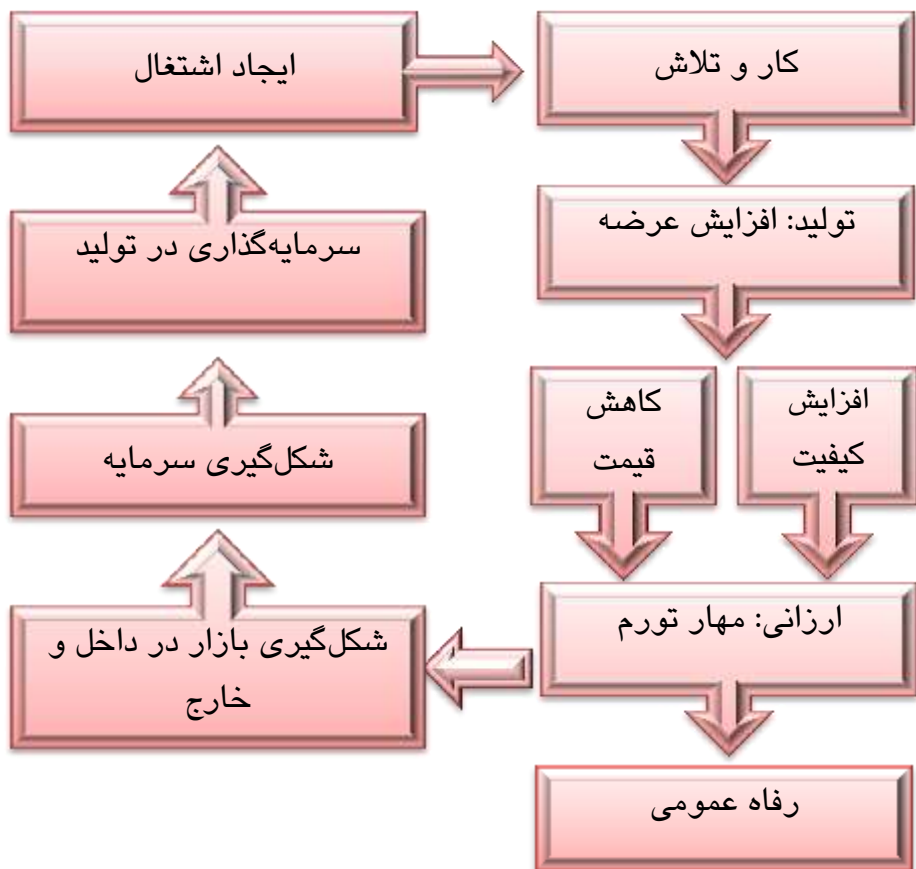 کار و تلاش
تولید: افزایش عرضه
افزایش
کیفیت
کاهش
قیمت
ارزانی: مهار تورم
رفاه عمومی
شکل‌گیری بازار در داخل و
خارج
شکل‌گیری سرمایه
سرمایه‌گذاری در تولید
ایجاد اشتغال